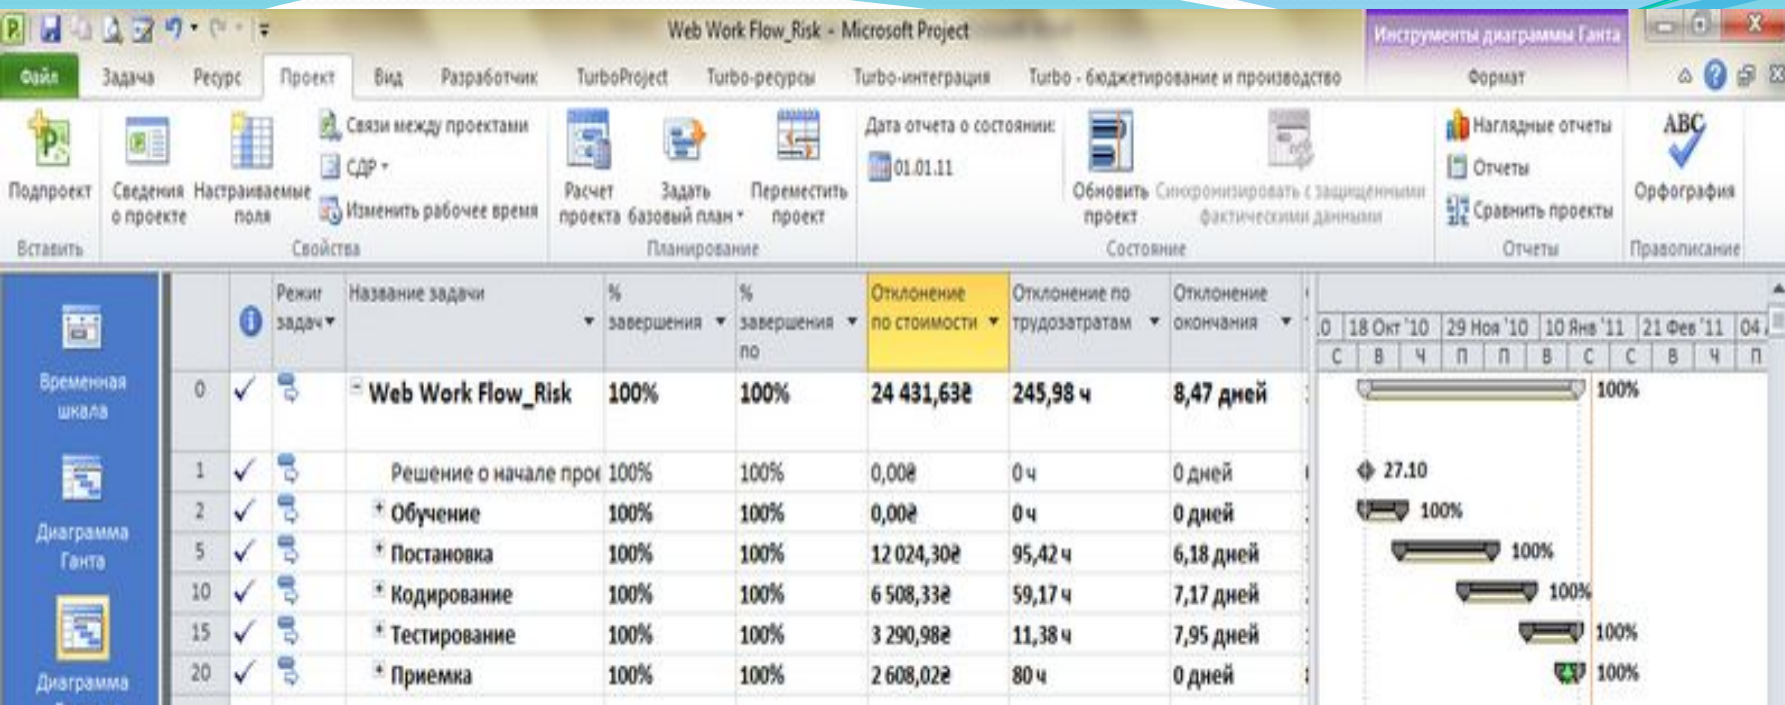 Web Work Flow_Risk - Microsoft Project
Инструменты диаграммы Ганта
Файл Задача Ресурс Проект Вид Разработчик TurboProject Turbo-ресурсы Turbo-интеграция Turbo - бюджетирование и производство Формат
Подпроект
Сведения о проекте
Настраиваемые поля
Связи между проектами
СДР
Изменить рабочее время
Расчет проекта
Задать базовый план
Переместить проект
Дата отчета о состоянии:
01.01.11
Обновить проект
Синхронизировать с защищенными фактическими данными
Наглядные отчеты
Отчеты
Сравнить проекты
ABC
Орфография
Вставить Свойства Планирование Состояние Отчеты Правописание
Временная шкала
Диаграмма Ганта
Диаграмма
Режиг задач Название задачи % завершения % завершения по Отклонение по стоимости Отклонение по трудозатратам Отклонение окончания
0 18 Окт '10 29 Ноя '10 10 Янв '11 21 Фев '11 04
С В Ч П П В С С В Ч П
0 Web Work Flow_Risk 100% 100% 24 431,63₴ 245,98 ч 8,47 дней 100%
1 Решение о начале прое 100% 100% 0,00₴ 0 ч 0 дней 27.10
2 Обучение 100% 100% 0,00₴ 0 ч 0 дней 100%
5 Постановка 100% 100% 12 024,30₴ 95,42 ч 6,18 дней 100%
10 Кодирование 100% 100% 6 508,33₴ 59,17 ч 7,17 дней 100%
15 Тестирование 100% 100% 3 290,98₴ 11,38 ч 7,95 дней 100%
20 Приемка 100% 100% 2 608,02₴ 80 ч 0 дней 100%